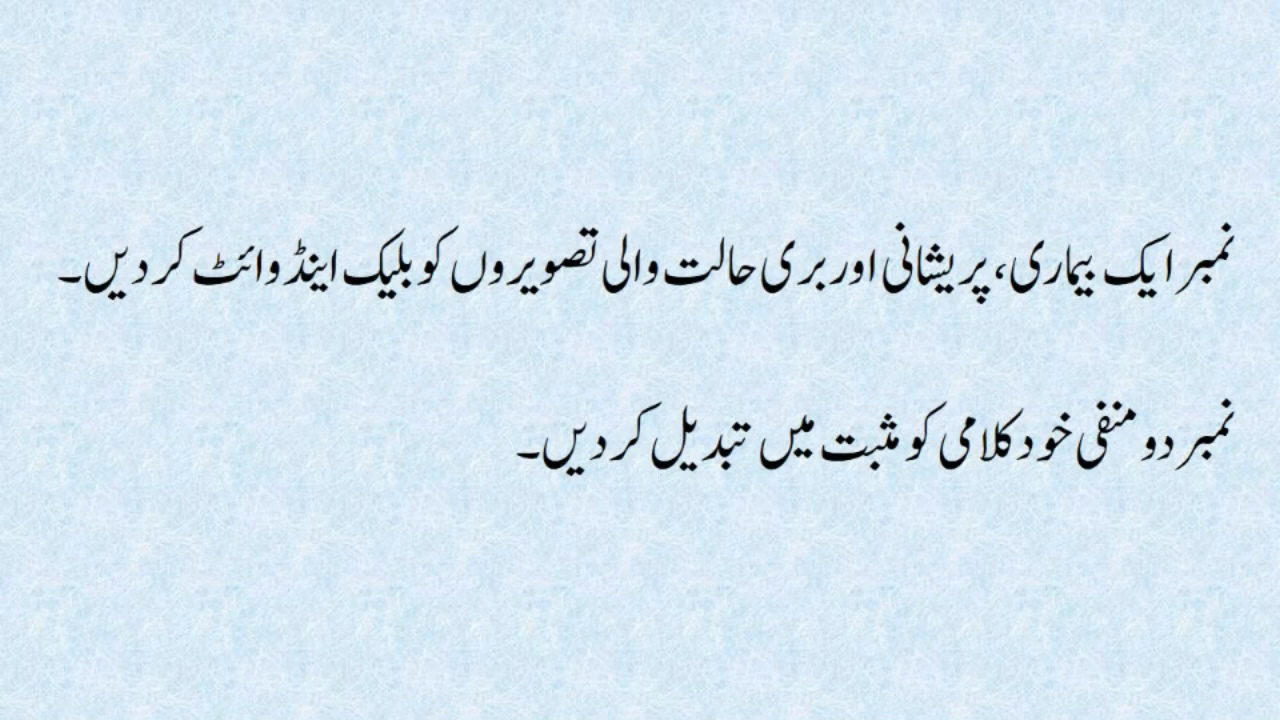 نمبر ایک بیماری، پریشانی اور بری حالت والی تصویروں کو بلیک اینڈ وائٹ کر دیں۔
نمبر دو منفی خود کلامی کو مثبت میں تبدیل کر دیں۔